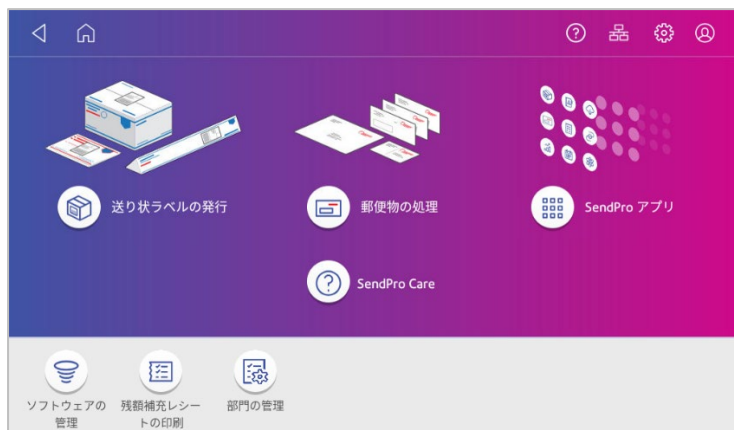 送り状ラベルの発行
郵便物の処理
SendPro アプリ
SendPro Care
ソフトウェアの
管理
残額補充レシー
トの印刷
部門の管理